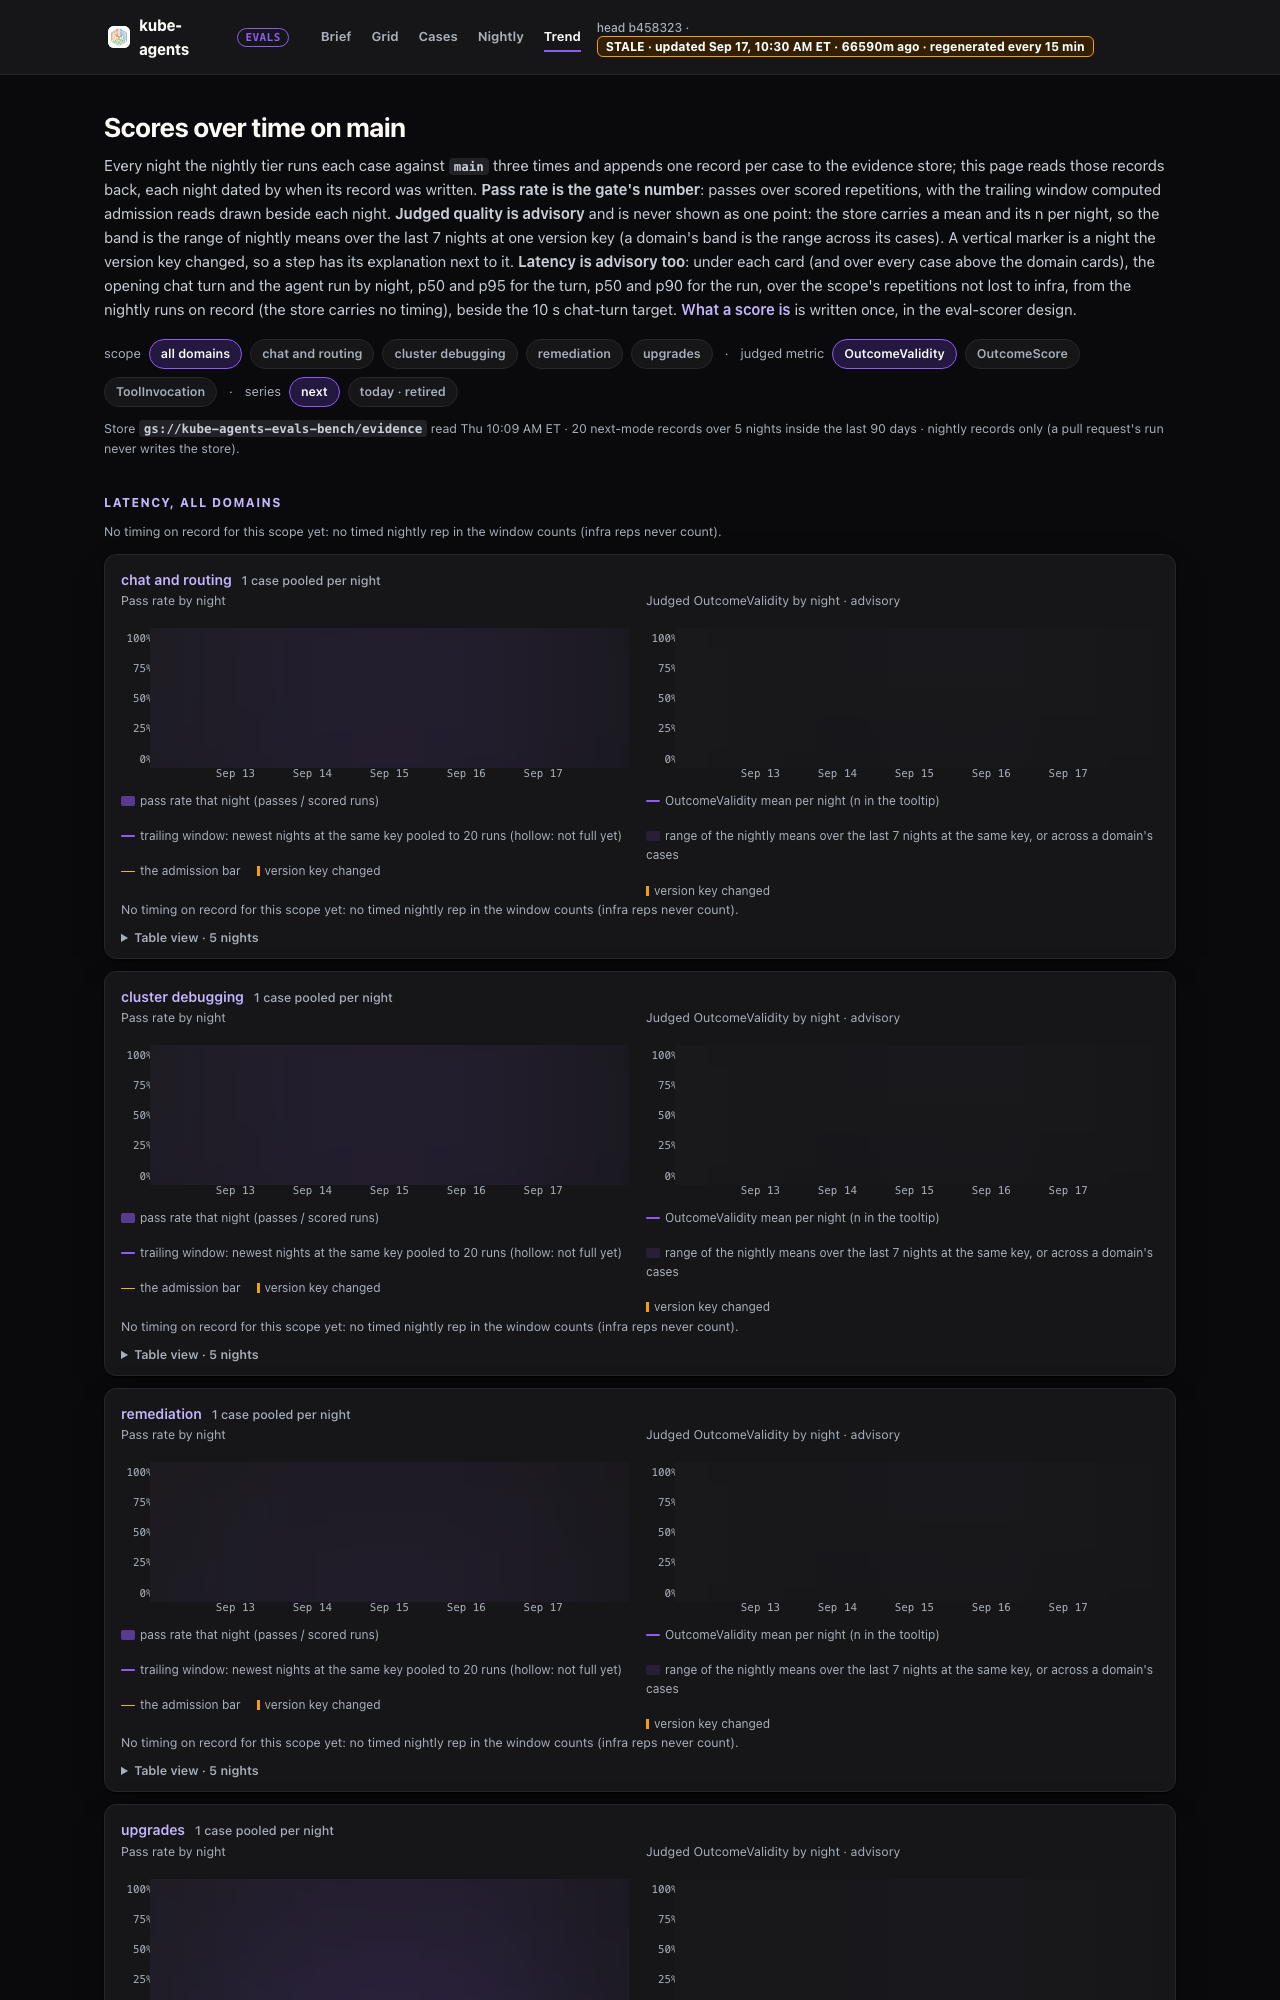 kube-agents
EVALS
Brief Grid Cases Nightly Trend
head b458323 ·
STALE · updated Sep 17, 10:30 AM ET · 66590m ago · regenerated every 15 min
Scores over time on main
Every night the nightly tier runs each case against main three times and appends one record per case to the evidence store; this page reads those records
back, each night dated by when its record was written. Pass rate is the gate's number: passes over scored repetitions, with the trailing window computed
admission reads drawn beside each night. Judged quality is advisory and is never shown as one point: the store carries a mean and its n per night, so the
band is the range of nightly means over the last 7 nights at one version key (a domain's band is the range across its cases). A vertical marker is a night the
version key changed, so a step has its explanation next to it. Latency is advisory too: under each card (and over every case above the domain cards), the
opening chat turn and the agent run by night, p50 and p95 for the turn, p50 and p90 for the run, over the scope's repetitions not lost to infra, from the
nightly runs on record (the store carries no timing), beside the 10 s chat-turn target. What a score is is written once, in the eval-scorer design.
scope all domains chat and routing cluster debugging remediation upgrades · judged metric OutcomeValidity OutcomeScore
ToolInvocation · series next today · retired
Store gs://kube-agents-evals-bench/evidence read Thu 10:09 AM ET · 20 next-mode records over 5 nights inside the last 90 days · nightly records only (a pull request's run
never writes the store).
LATENCY, ALL DOMAINS
No timing on record for this scope yet: no timed nightly rep in the window counts (infra reps never count).
chat and routing 1 case pooled per night
Pass rate by night
100%
75%
50%
25%
0%
Sep 13 Sep 14 Sep 15 Sep 16 Sep 17
pass rate that night (passes / scored runs)
trailing window: newest nights at the same key pooled to 20 runs (hollow: not full yet)
the admission bar version key changed
Judged OutcomeValidity by night · advisory
100%
75%
50%
25%
0%
Sep 13 Sep 14 Sep 15 Sep 16 Sep 17
OutcomeValidity mean per night (n in the tooltip)
range of the nightly means over the last 7 nights at the same key, or across a domain's
cases
version key changed
No timing on record for this scope yet: no timed nightly rep in the window counts (infra reps never count).
Table view · 5 nights
cluster debugging 1 case pooled per night
Pass rate by night
100%
75%
50%
25%
0%
Sep 13 Sep 14 Sep 15 Sep 16 Sep 17
pass rate that night (passes / scored runs)
trailing window: newest nights at the same key pooled to 20 runs (hollow: not full yet)
the admission bar version key changed
Judged OutcomeValidity by night · advisory
100%
75%
50%
25%
0%
Sep 13 Sep 14 Sep 15 Sep 16 Sep 17
OutcomeValidity mean per night (n in the tooltip)
range of the nightly means over the last 7 nights at the same key, or across a domain's
cases
version key changed
No timing on record for this scope yet: no timed nightly rep in the window counts (infra reps never count).
Table view · 5 nights
remediation 1 case pooled per night
Pass rate by night
100%
75%
50%
25%
0%
Sep 13 Sep 14 Sep 15 Sep 16 Sep 17
pass rate that night (passes / scored runs)
trailing window: newest nights at the same key pooled to 20 runs (hollow: not full yet)
the admission bar version key changed
Judged OutcomeValidity by night · advisory
100%
75%
50%
25%
0%
Sep 13 Sep 14 Sep 15 Sep 16 Sep 17
OutcomeValidity mean per night (n in the tooltip)
range of the nightly means over the last 7 nights at the same key, or across a domain's
cases
version key changed
No timing on record for this scope yet: no timed nightly rep in the window counts (infra reps never count).
Table view · 5 nights
upgrades 1 case pooled per night
Pass rate by night
100%
75%
50%
25%
Judged OutcomeValidity by night · advisory
100%
75%
50%
25%